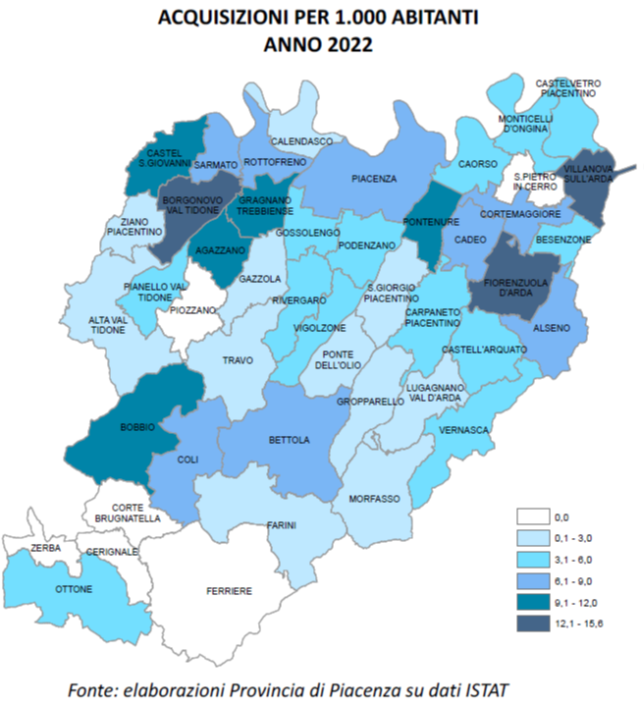 ACQUISIZIONI PER 1.000 ABITANTI
ANNO 2022
CASTELVETRO
PIACENTINO
MONTICELLI
D'ONGINA
CALENDASCO
CASTEL
S.GIOVANNI
SARMATO
ROTTOFRENO
CAORSO
VILLANOVA
SULL'ARDA
S.PIETRO
IN CERRO
PIACENZA
BORGONOVO
VAL TIDONE
GRAGNANO
TREBBIENSE
CORTEMAGGIORE
ZIANO
PIACENTINO
PONTENURE
GOSSOLENGO
CADEO
BESENZONE
PODENZANO
AGAZZANO
GAZZOLA
PIANELLO VAL
TIDONE
S.GIORGIO
PIACENTINO
FIORENZUOLA
D'ARDA
RIVERGARO
PIOZZANO
CARPANETO
PIACENTINO
ALTA VAL
TIDONE
VIGOLZONE
ALSENO
CASTELL'ARQUATO
TRAVO
PONTE
DELL'OLIO
LUGAGNANO
VAL D'ARDA
GROPPARELLO
BOBBIO
VERNASCA
BETTOLA
COLI
MORFASSO
CORTE
BRUGNATELLA
FARINI
ZERBA
CERIGNALE
OTTONE
FERRIERE
0,0
0,1 - 3,0
3,1 - 6,0
6,1 - 9,0
9,1 - 12,0
12,1 - 15,6
Fonte: elaborazioni Provincia di Piacenza su dati ISTAT